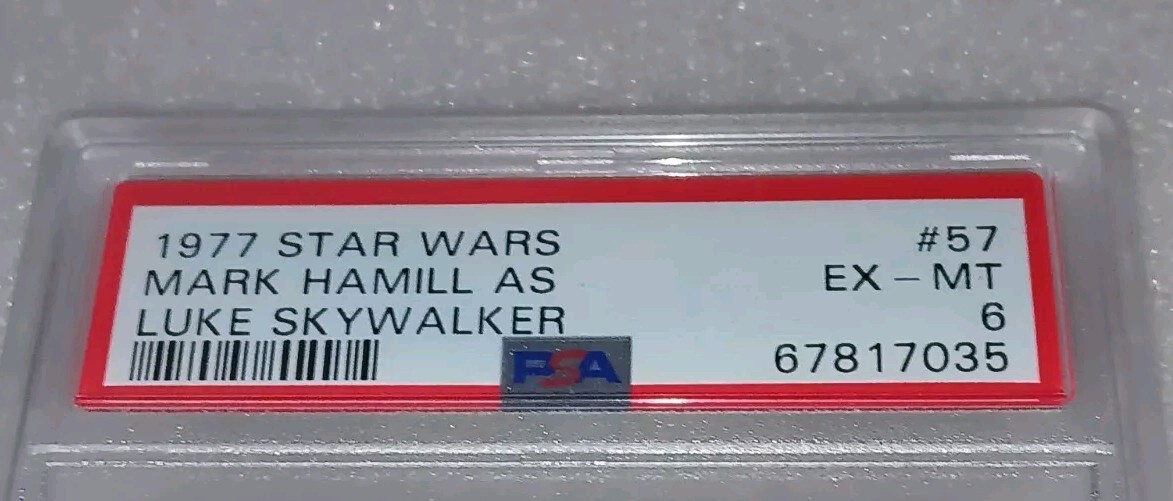 1977 STAR WARS #57
MARK HAMILL AS EX - MT
LUKE SKYWALKER 6
PSA 67817035